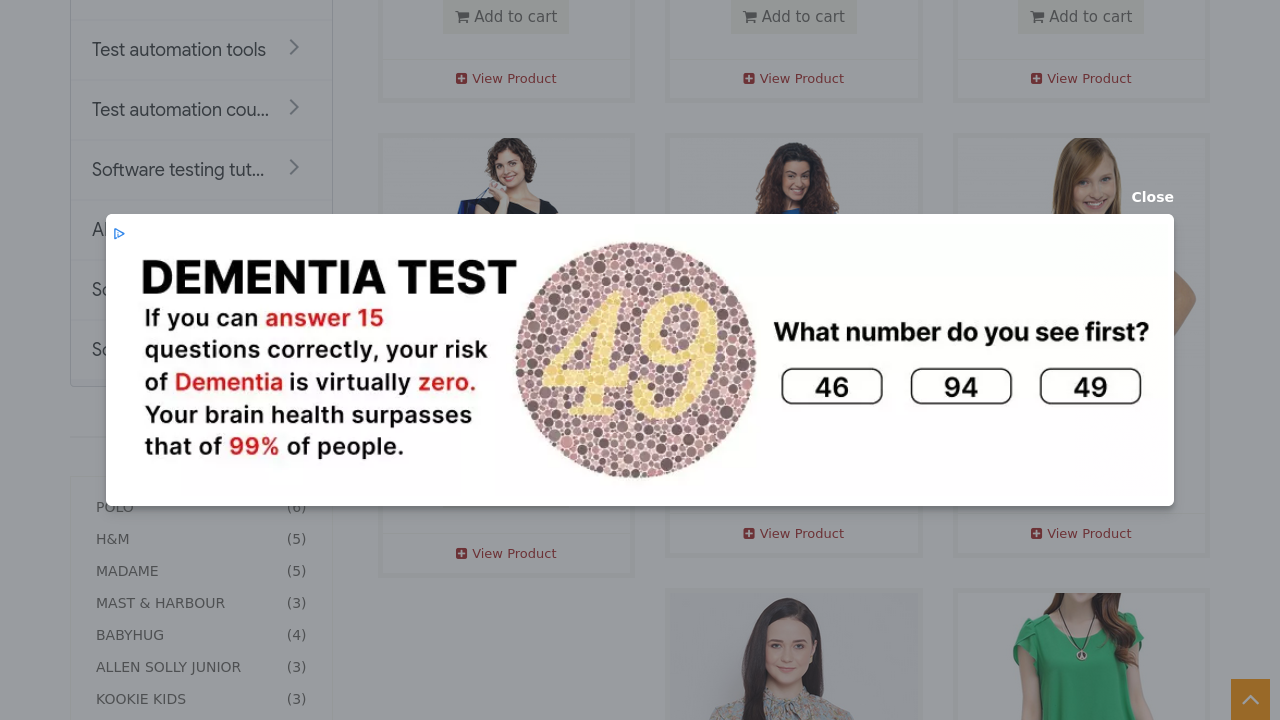 Add to cart
Add to cart
Add to cart
Test automation tools
View Product
View Product
View Product
Test automation cou...
Software testing tut...
Close
DEMENTIA TEST
If you can answer 15
questions correctly, your risk
of Dementia is virtually zero.
Your brain health surpasses
that of 99% of people.
49
What number do you see first?
46 94 49
POLO (6)
H&M (5)
MADAME (5)
MAST & HARBOUR (3)
BABYHUG (4)
ALLEN SOLLY JUNIOR (3)
KOOKIE KIDS (3)
View Product
View Product
View Product